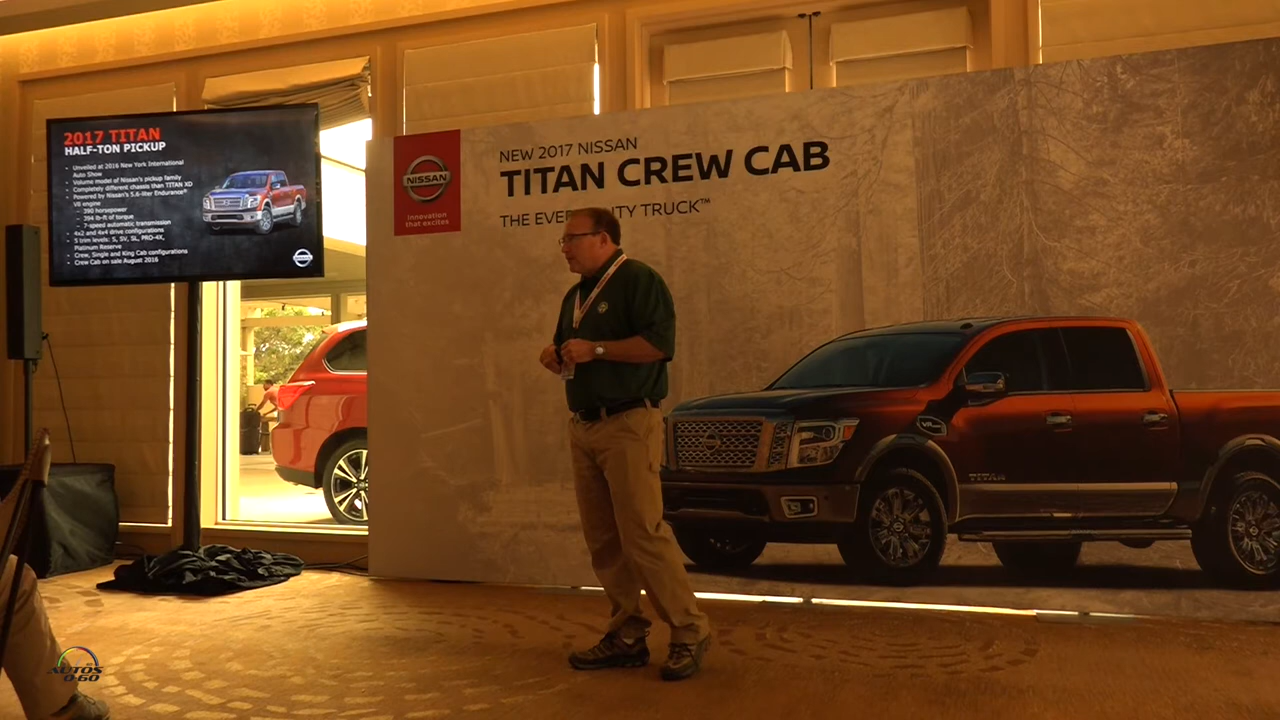 2017 TITAN
HALF-TON PICKUP
- Unveiled at 2016 New York International
Auto Show
- Volume model of Nissan's pickup family
- Completely different chassis than TITAN XD
- Powered by Nissan's 5.6-liter Endurance®
V8 engine
– 390 horsepower
– 394 lb-ft of torque
– 7-speed automatic transmission
- 4x2 and 4x4 drive configurations
- 5 trim levels: S, SV, SL, PRO-4X,
Platinum Reserve
- Crew, Single and King Cab configurations
- Crew Cab on sale August 2016
NISSAN
NISSAN
Innovation
that excites
NEW 2017 NISSAN
TITAN CREW CAB
THE TRUCK™
V8
TITAN
AUTOS
0-60